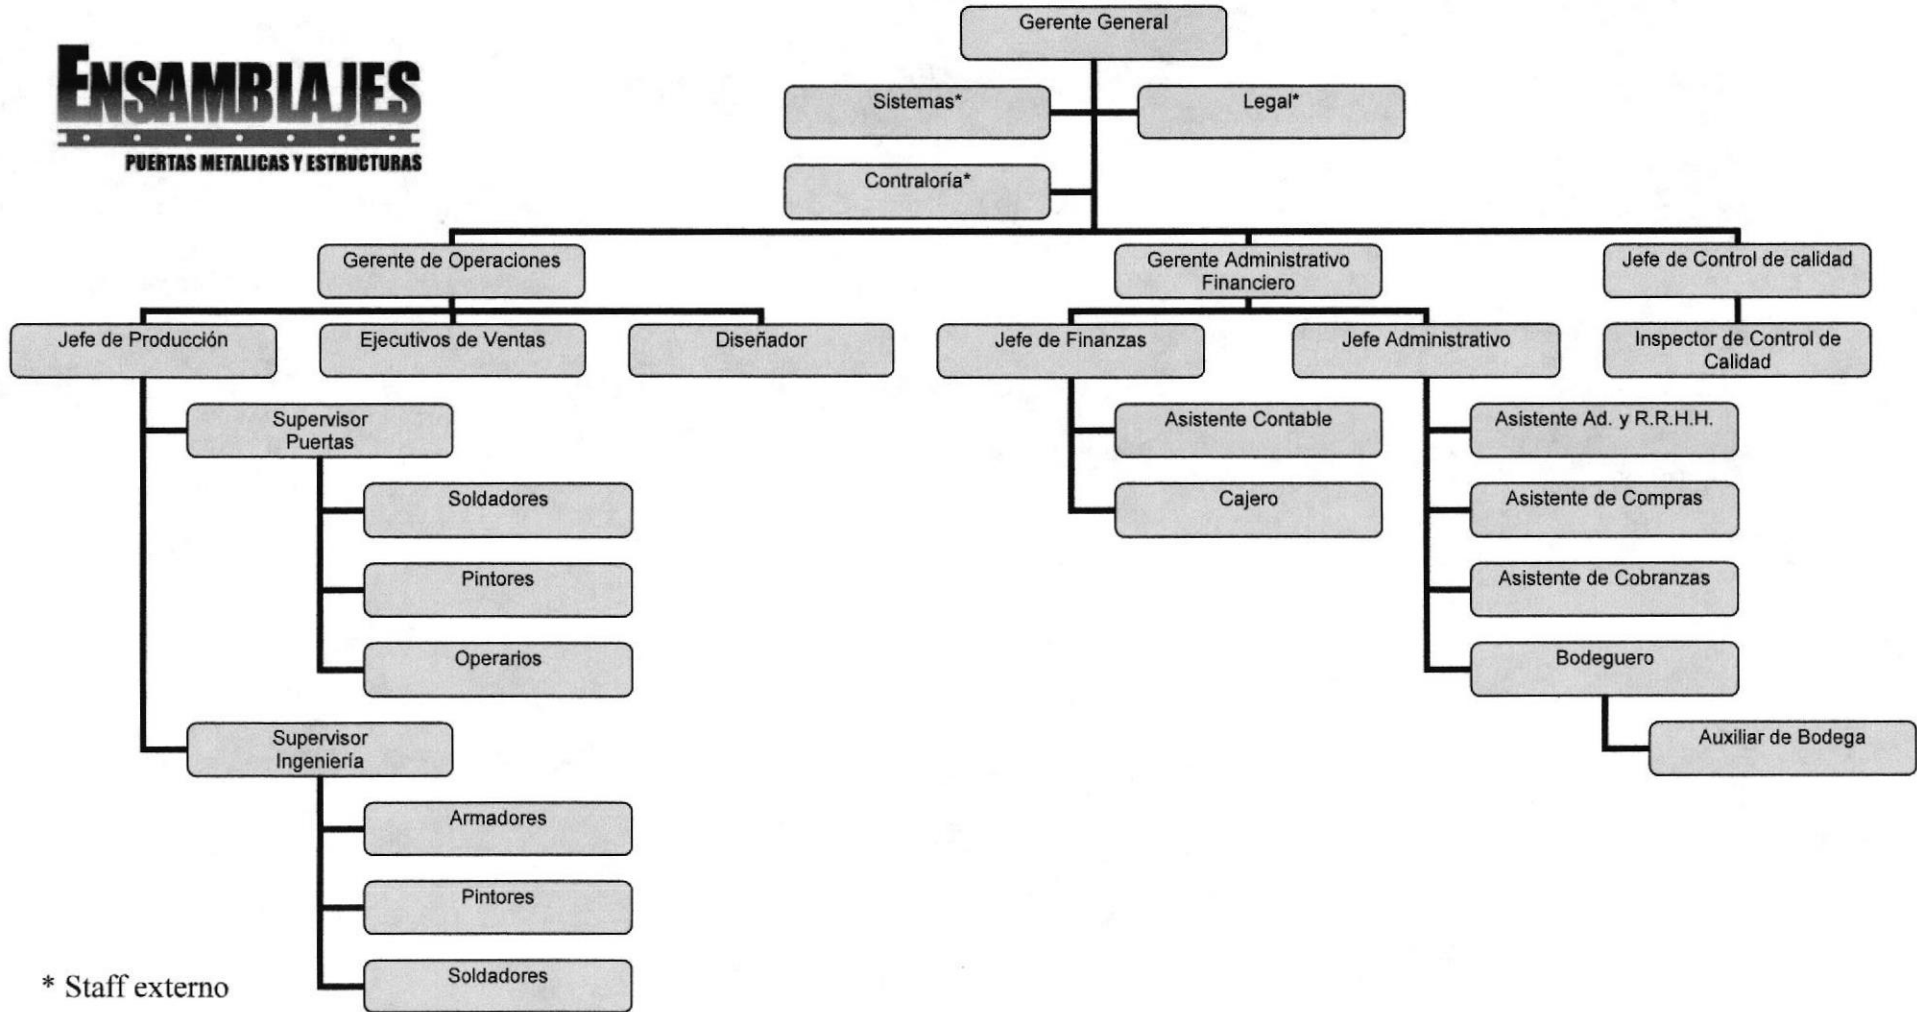 Gerente General
ENSAMBLAJES
PUERTAS METALICAS Y ESTRUCTURAS
Sistemas*
Legal*
Contraloría*
Gerente de Operaciones
Gerente Administrativo
Financiero
Jefe de Control de calidad
Jefe de Producción
Ejecutivos de Ventas
Diseñador
Jefe de Finanzas
Jefe Administrativo
Inspector de Control de
Calidad
Supervisor
Puertas
Soldadores
Pintores
Operarios
Supervisor
Ingeniería
Armadores
Pintores
Soldadores
Asistente Contable
Cajero
Asistente Ad. y R.R.H.H.
Asistente de Compras
Asistente de Cobranzas
Bodeguero
Auxiliar de Bodega
* Staff externo